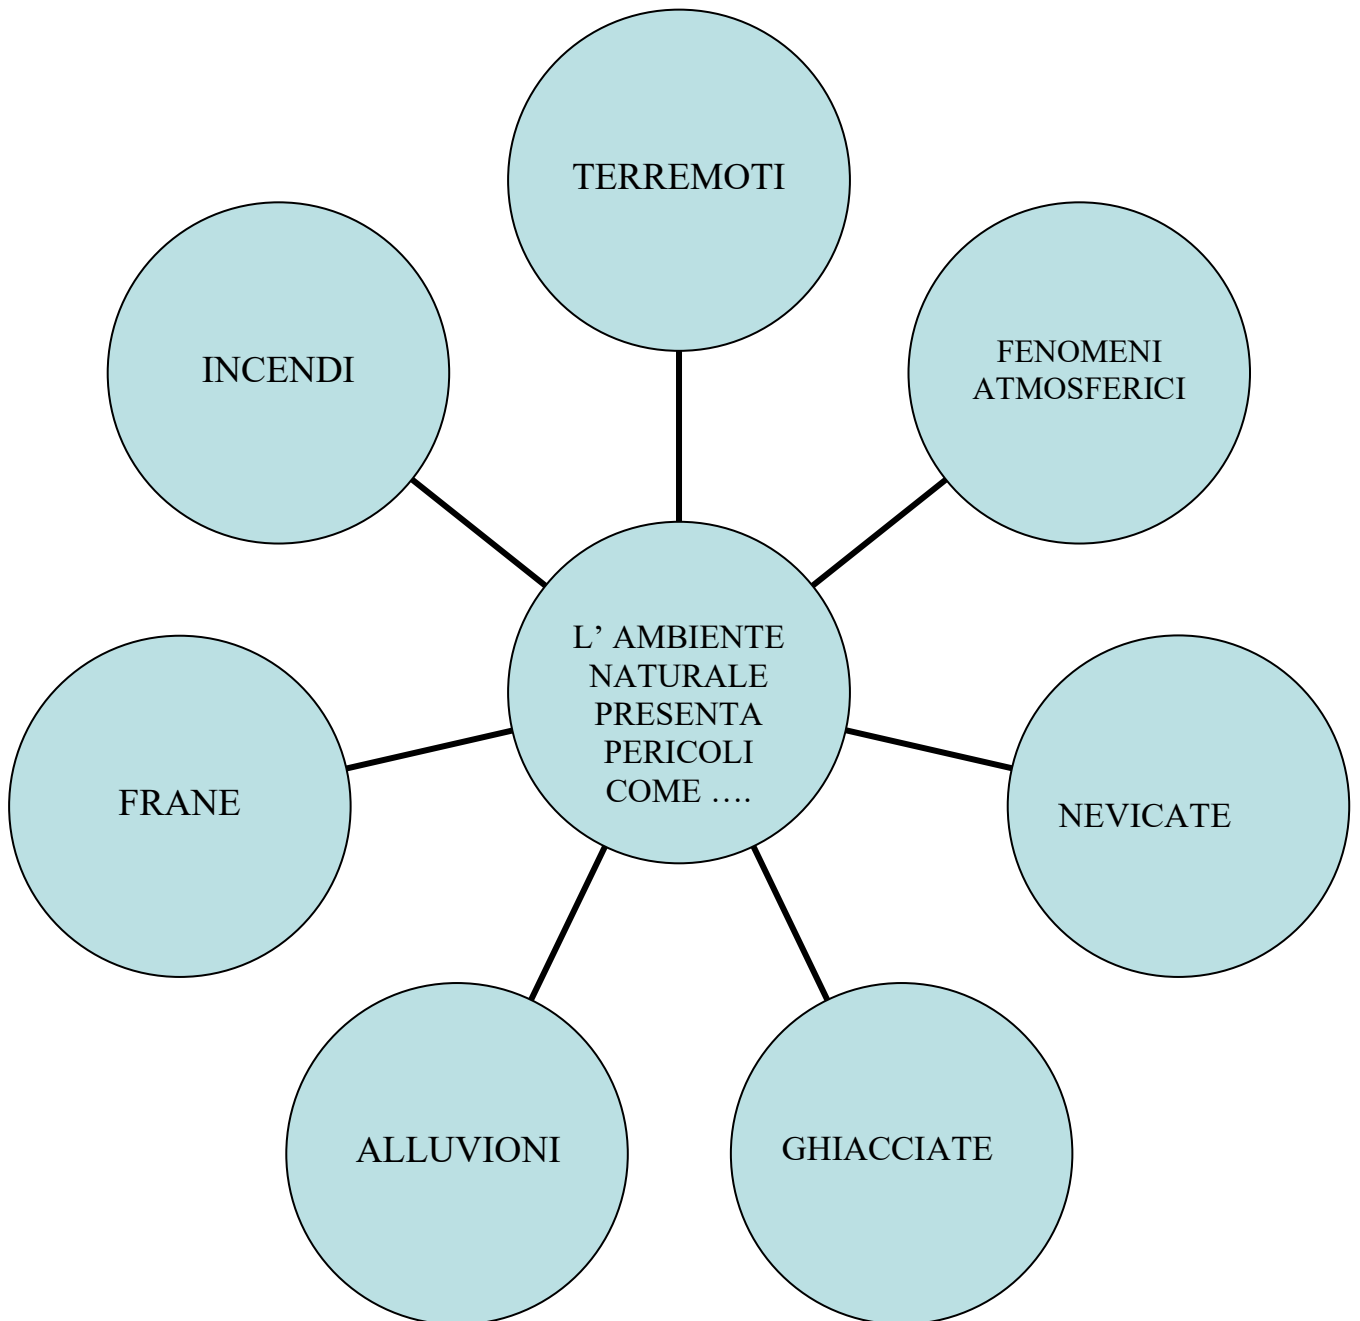 TERREMOTI
FENOMENI
ATMOSFERICI
INCENDI
L’ AMBIENTE
NATURALE
PRESENTA
PERICOLI
COME ….
FRANE
NEVICATE
ALLUVIONI
GHIACCIATE